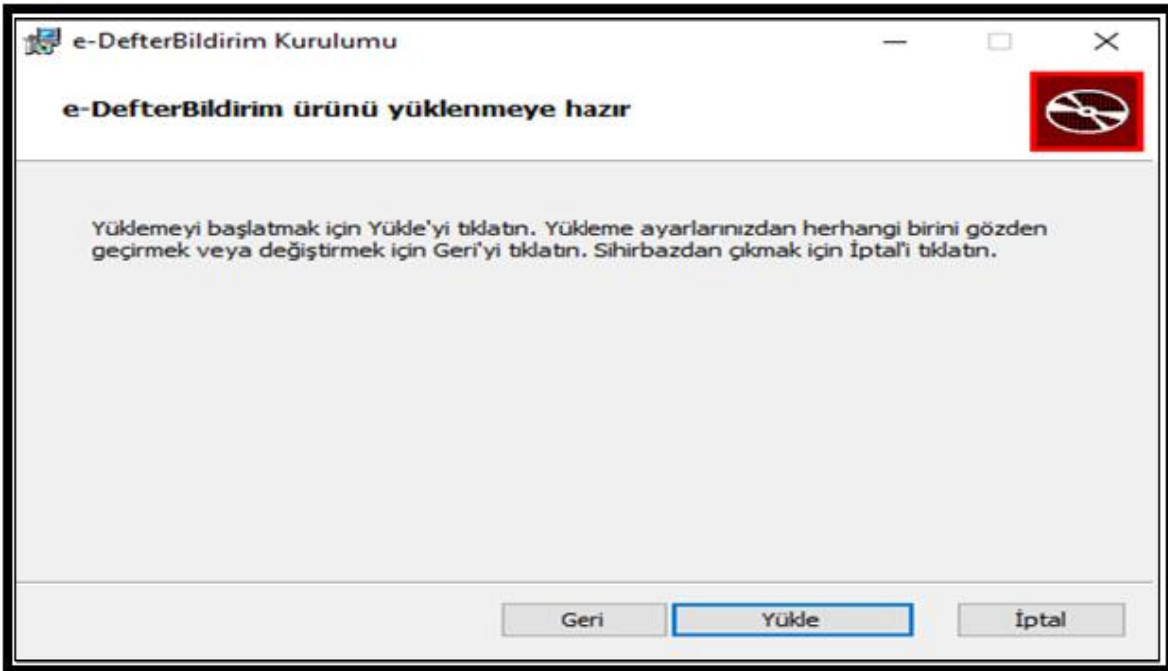 e-DefterBildirim Kurulumu
e-DefterBildirim ürünü yüklenmeye hazır
Yüklemeyi başlatmak için Yükle'yi tıklatın. Yükleme ayarlarınızdan herhangi birini gözden
geçirmek veya değiştirmek için Geri'yi tıklatın. Sihirbazdan çıkmak için İptal'i tıklatın.
Geri Yükle İptal